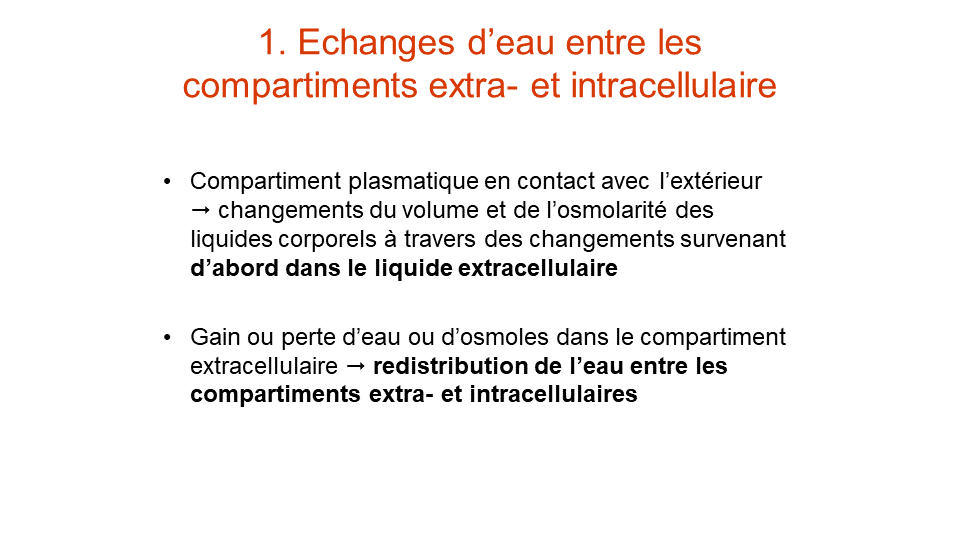 1. Echanges d’eau entre les
compartiments extra- et intracellulaire
• Compartiment plasmatique en contact avec l’extérieur
→ changements du volume et de l’osmolarité des
liquides corporels à travers des changements survenant
d’abord dans le liquide extracellulaire
• Gain ou perte d’eau ou d’osmoles dans le compartiment
extracellulaire → redistribution de l’eau entre les
compartiments extra- et intracellulaires